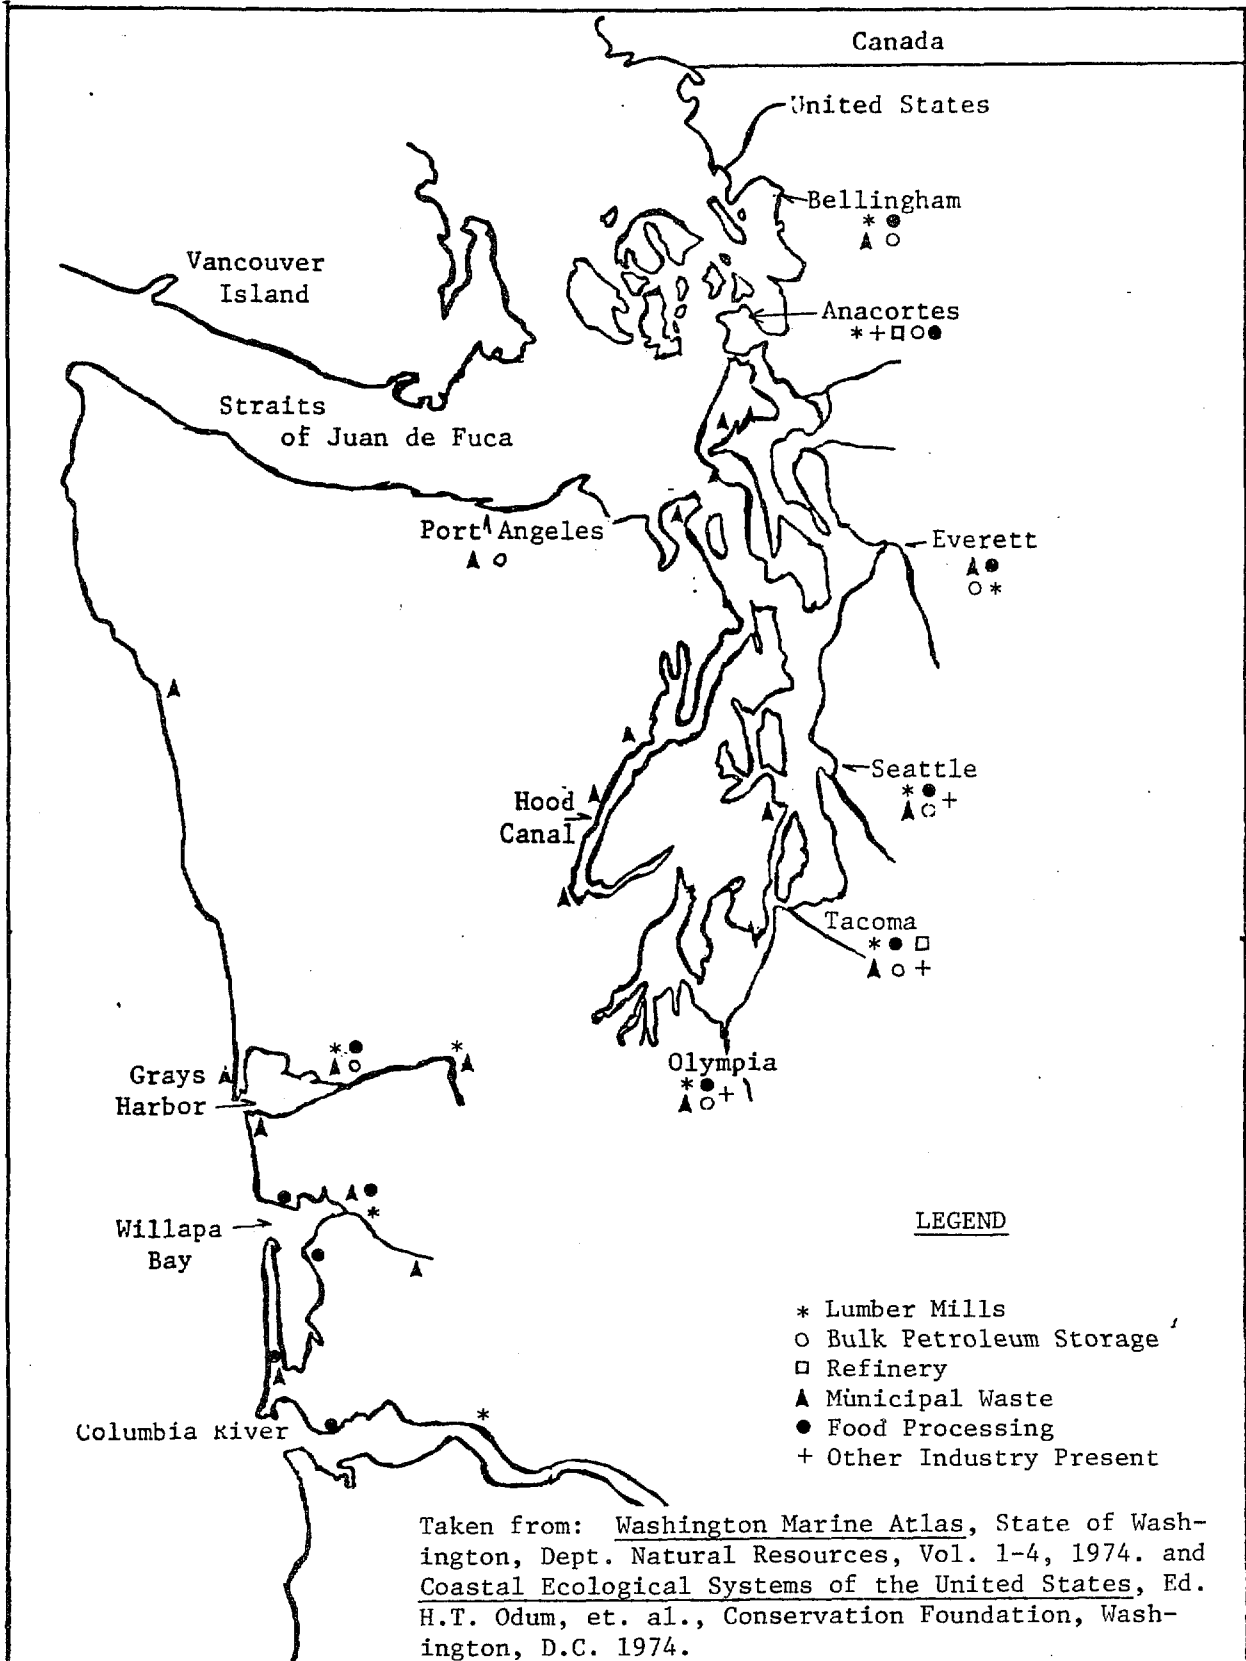 Canada
United States
Bellingham
Vancouver
Island
Anacortes
Straits
of Juan de Fuca
Port Angeles
Everett
Seattle
Hood
Canal
Tacoma
Olympia
Grays
Harbor
Willapa
Bay
Columbia River
LEGEND
* Lumber Mills
○ Bulk Petroleum Storage
□ Refinery
▲ Municipal Waste
● Food Processing
+ Other Industry Present
Taken from: Washington Marine Atlas, State of Wash-
ington, Dept. Natural Resources, Vol. 1-4, 1974. and
Coastal Ecological Systems of the United States, Ed.
H.T. Odum, et. al., Conservation Foundation, Wash-
ington, D.C. 1974.